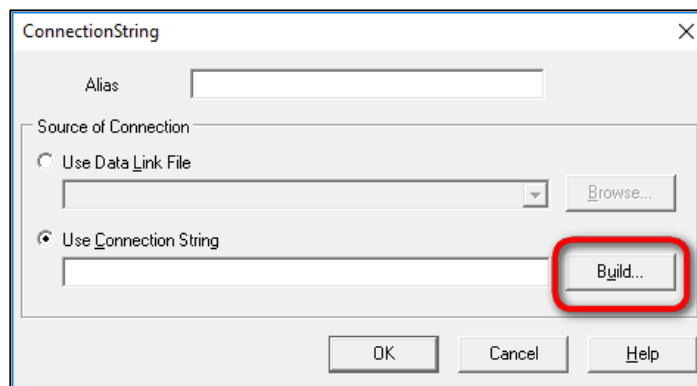 ConnectionString
Alias
Source of Connection
Use Data Link File
Browse...
Use Connection String
Build...
OK Cancel Help